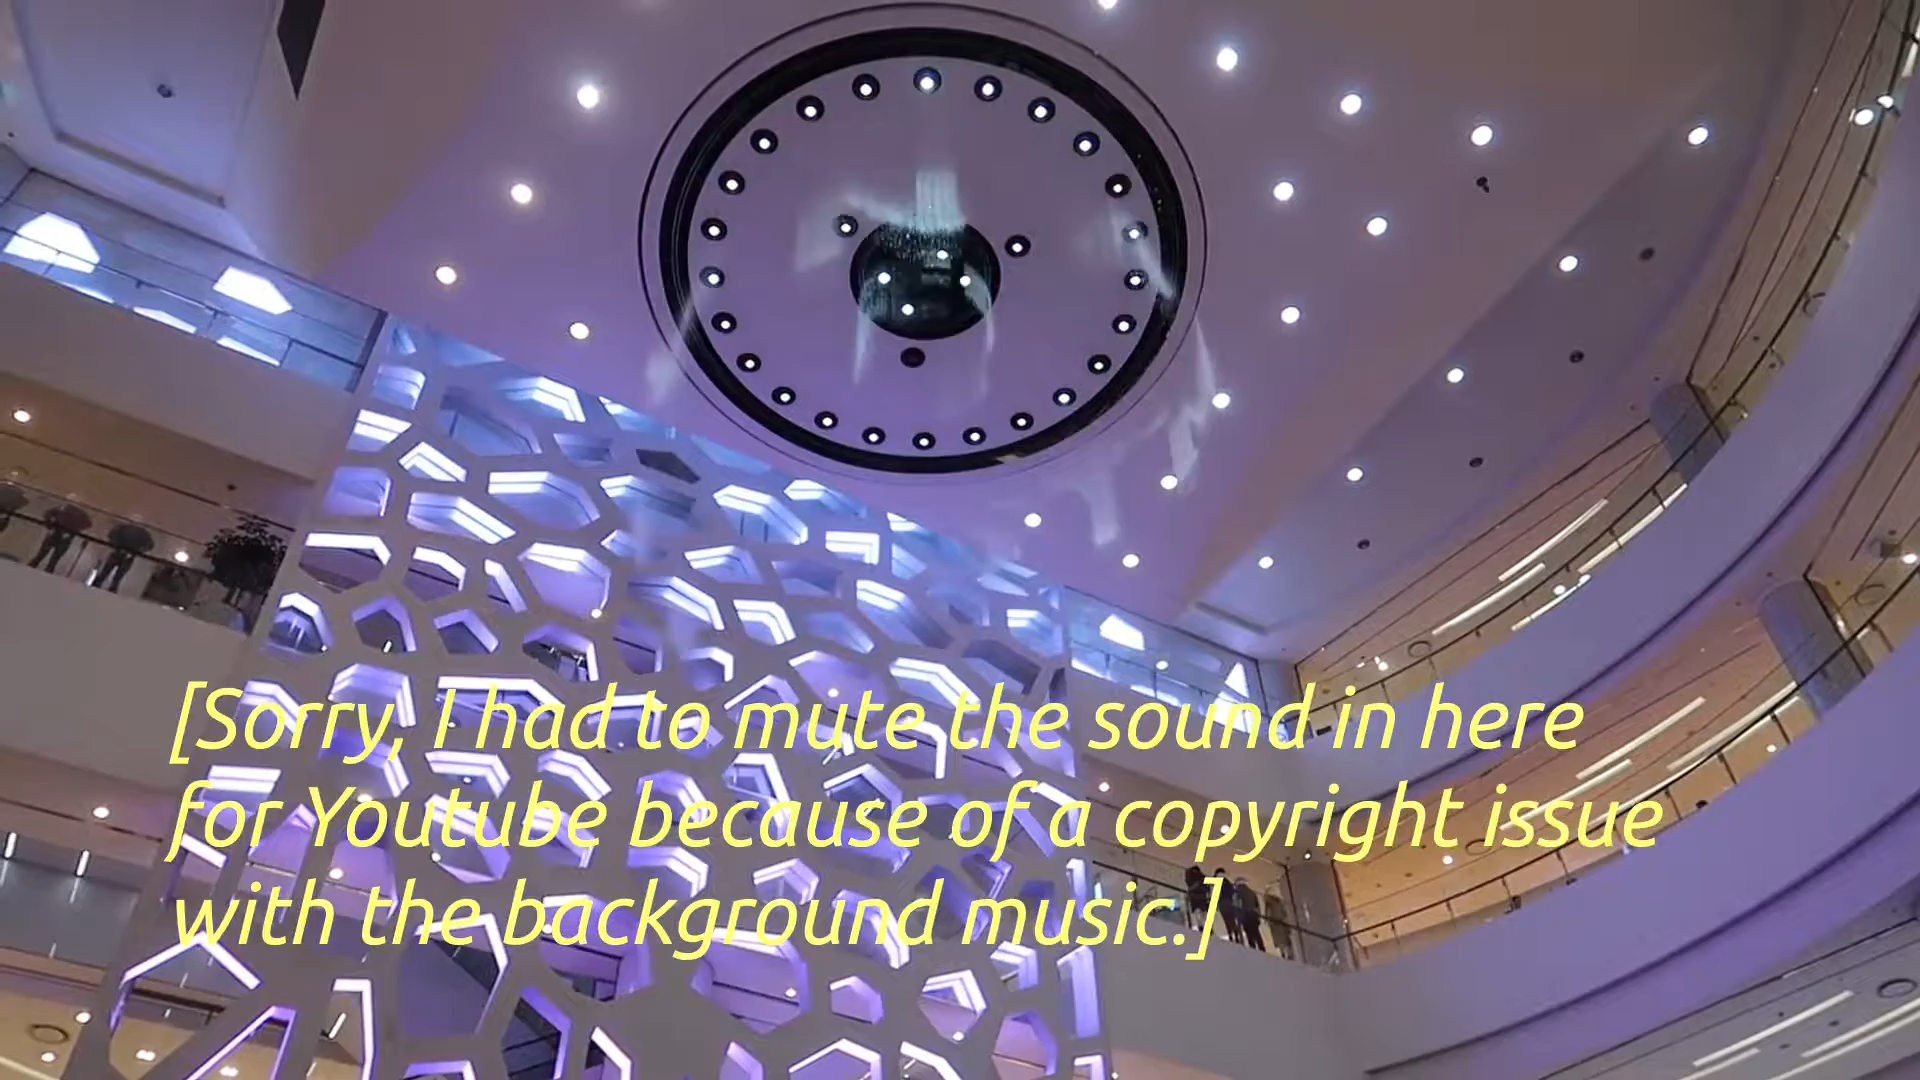 [Sorry, I had to mute the sound in here
for Youtube because of a copyright issue
with the background music.]